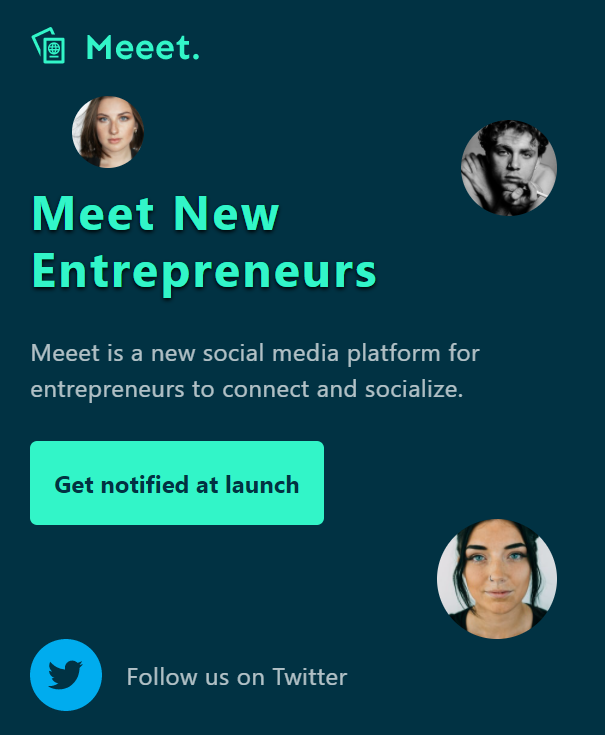 Meeet.
Meet New
Entrepreneurs
Meeet is a new social media platform for
entrepreneurs to connect and socialize.
Get notified at launch
Follow us on Twitter